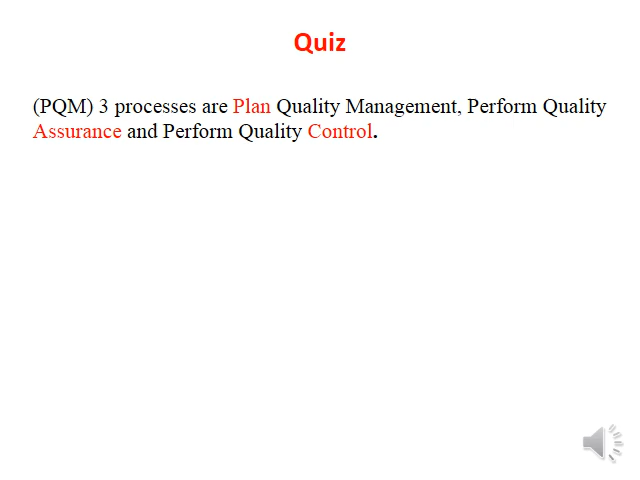 Quiz
(PQM) 3 processes are Plan Quality Management, Perform Quality
Assurance and Perform Quality Control.